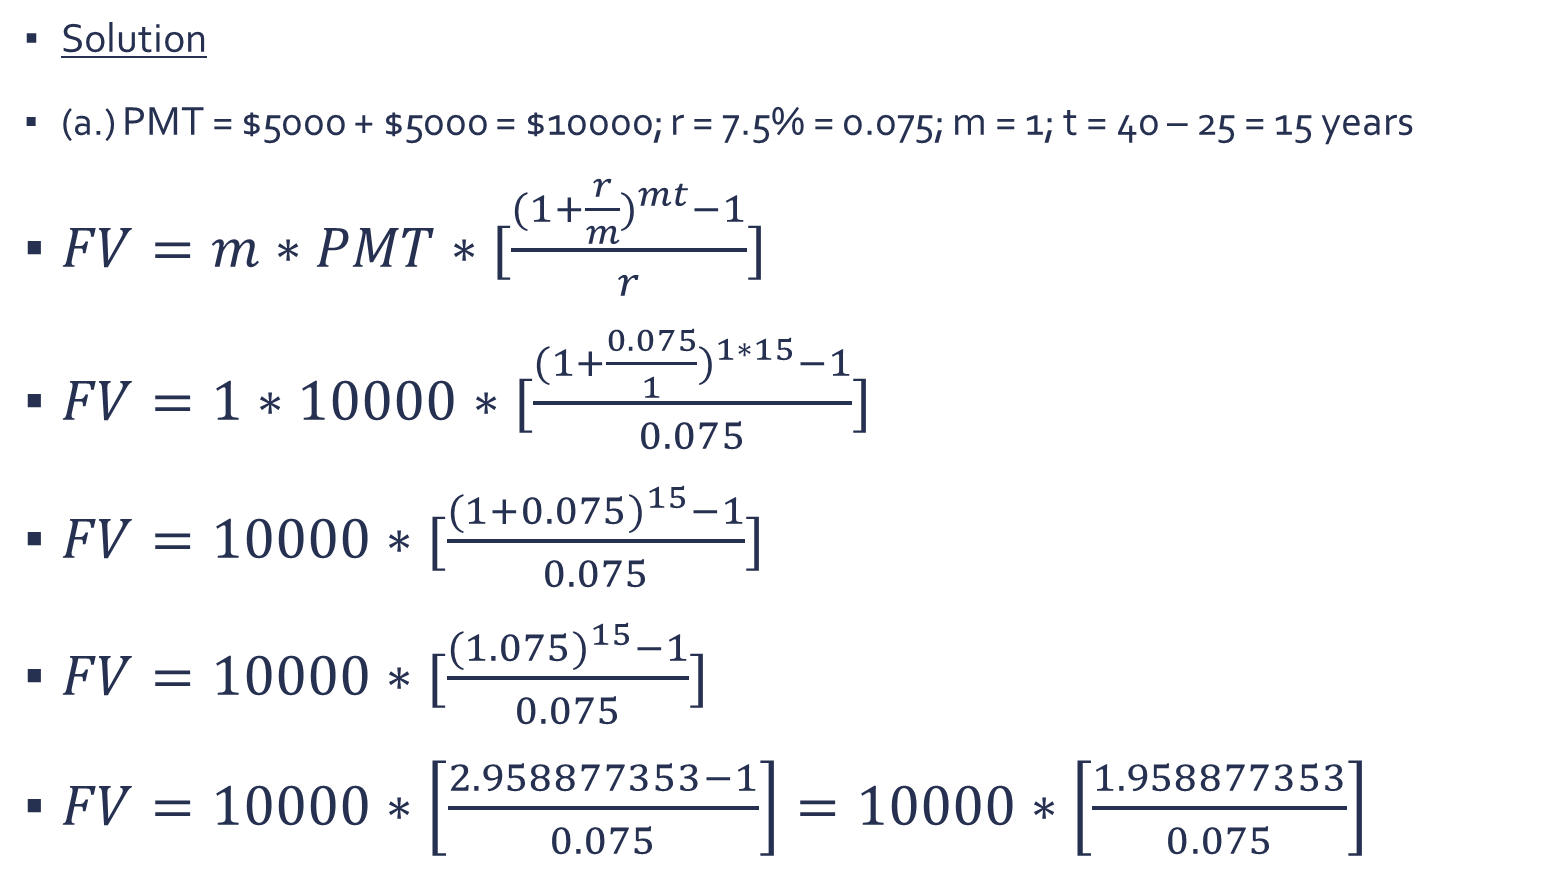 ▪ Solution
▪ (a.) PMT = $5000 + $5000 = $10000; r = 7.5% = 0.075; m = 1; t = 40 – 25 = 15 years
▪ FV = m ∗ PMT ∗ [((1+r/m)^mt−1)/r]
▪ FV = 1 ∗ 10000 ∗ [((1+0.075/1)^1∗15−1)/0.075]
▪ FV = 10000 ∗ [((1+0.075)^15−1)/0.075]
▪ FV = 10000 ∗ [((1.075)^15−1)/0.075]
▪ FV = 10000 ∗ [(2.958877353−1)/0.075] = 10000 ∗ [1.958877353/0.075]